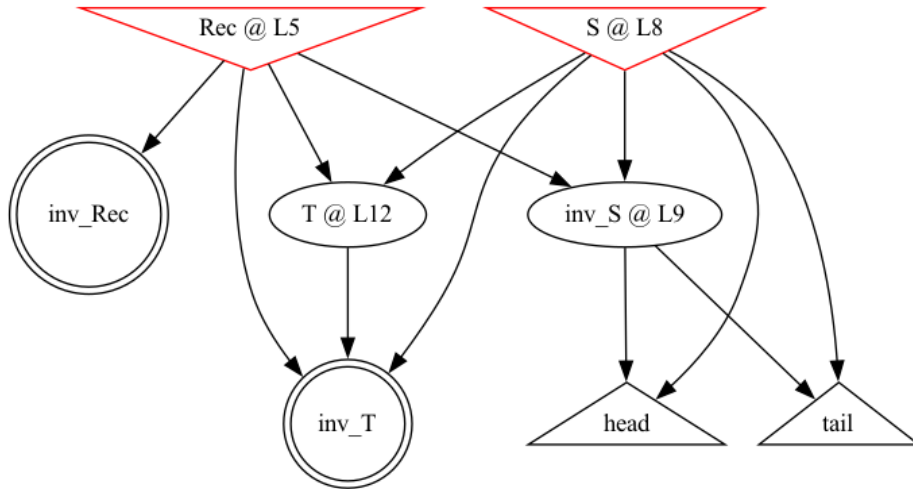 Rec @ L5
S @ L8
inv_Rec
T @ L12
inv_S @ L9
inv_T
head
tail